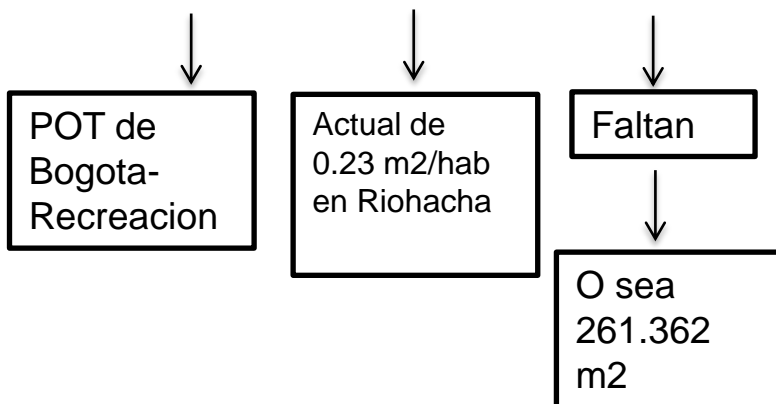 POT de
Bogota-
Recreacion
Actual de
0.23 m2/hab
en Riohacha
Faltan
O sea
261.362
m2